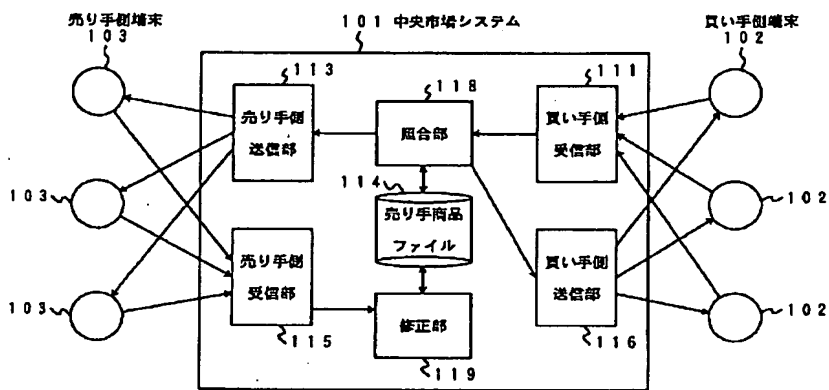 売り手側端末
103
101 中央市場システム
買い手側端末
102
113
売り手側
送信部
118
照合部
111
買い手側
受信部
114
売り手商品
ファイル
103
102
売り手側
受信部
115
修正部
119
買い手側
送信部
116
103
102